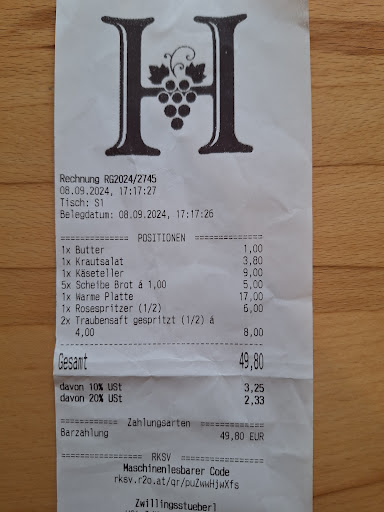 H
Rechnung RG2024/2745
08.09.2024, 17:17:27
Tisch: S1
Belegdatum: 08.09.2024, 17:17:26
============== POSITIONEN ==============
1x Butter 1,00
1x Krautsalat 3,80
1x Käseteller 9,00
5x Scheibe Brot á 1,00 5,00
1x Warme Platte 17,00
1x Rosespritzer (1/2) 6,00
2x Traubensaft gespritzt (1/2) á
4,00 8,00
Gesamt 49,80
davon 10% USt 3,25
davon 20% USt 2,33
============ Zahlungsarten ============
Barzahlung 49,80 EUR
================= RKSV =================
Maschinenlesbarer Code
rksv.r2o.at/qr/puZwwHjwXfs
Zwillingsstueberl